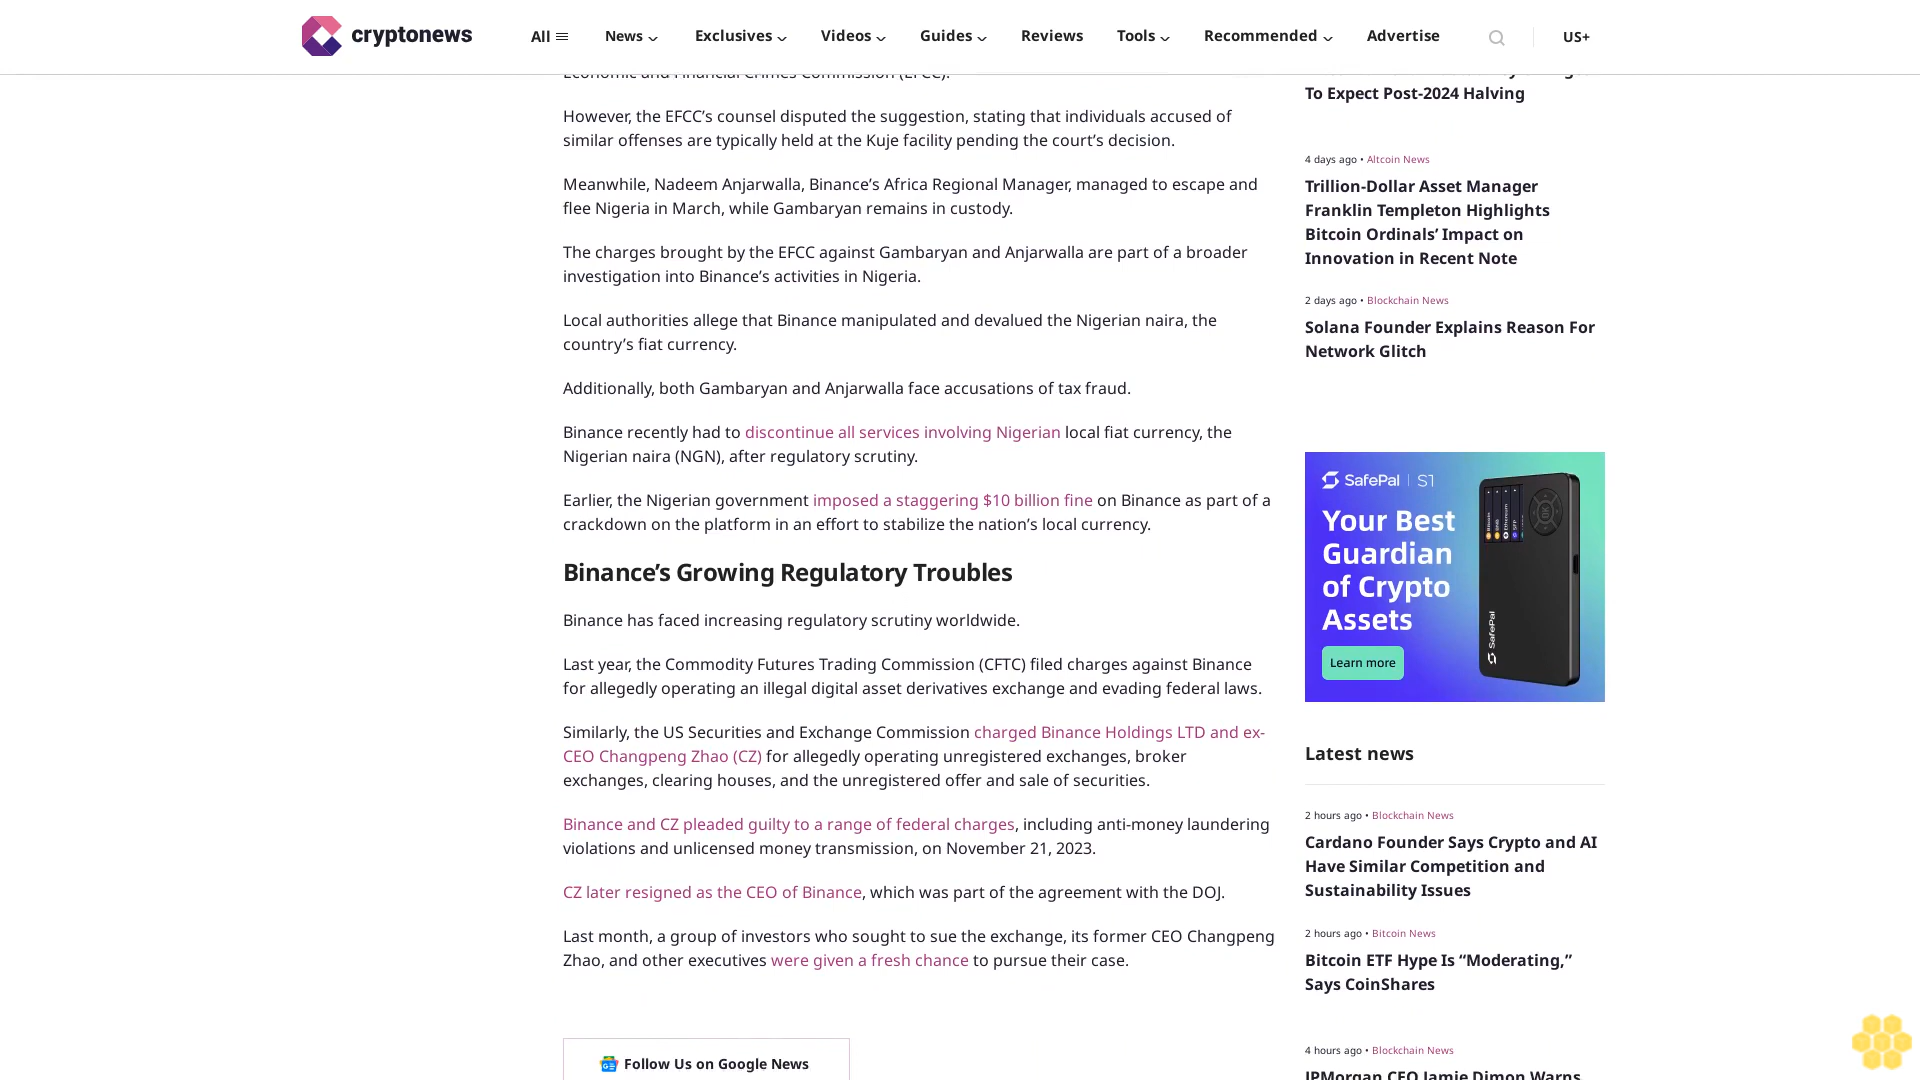 cryptonews
All
News
Exclusives
Videos
Guides
Reviews
Tools
Recommended
Advertise
US+
Economic and Financial Crimes Commission (EFCC).
However, the EFCC’s counsel disputed the suggestion, stating that individuals accused of
similar offenses are typically held at the Kuje facility pending the court’s decision.
Meanwhile, Nadeem Anjarwalla, Binance’s Africa Regional Manager, managed to escape and
flee Nigeria in March, while Gambaryan remains in custody.
The charges brought by the EFCC against Gambaryan and Anjarwalla are part of a broader
investigation into Binance’s activities in Nigeria.
Local authorities allege that Binance manipulated and devalued the Nigerian naira, the
country’s fiat currency.
Additionally, both Gambaryan and Anjarwalla face accusations of tax fraud.
Binance recently had to discontinue all services involving Nigerian local fiat currency, the
Nigerian naira (NGN), after regulatory scrutiny.
Earlier, the Nigerian government imposed a staggering $10 billion fine on Binance as part of a
crackdown on the platform in an effort to stabilize the nation’s local currency.
Binance’s Growing Regulatory Troubles
Binance has faced increasing regulatory scrutiny worldwide.
Last year, the Commodity Futures Trading Commission (CFTC) filed charges against Binance
for allegedly operating an illegal digital asset derivatives exchange and evading federal laws.
Similarly, the US Securities and Exchange Commission charged Binance Holdings LTD and ex-
CEO Changpeng Zhao (CZ) for allegedly operating unregistered exchanges, broker
exchanges, clearing houses, and the unregistered offer and sale of securities.
Binance and CZ pleaded guilty to a range of federal charges, including anti-money laundering
violations and unlicensed money transmission, on November 21, 2023.
CZ later resigned as the CEO of Binance, which was part of the agreement with the DOJ.
Last month, a group of investors who sought to sue the exchange, its former CEO Changpeng
Zhao, and other executives were given a fresh chance to pursue their case.
Follow Us on Google News
To Expect Post-2024 Halving
4 days ago • Altcoin News
Trillion-Dollar Asset Manager
Franklin Templeton Highlights
Bitcoin Ordinals’ Impact on
Innovation in Recent Note
2 days ago • Blockchain News
Solana Founder Explains Reason For
Network Glitch
SafePal | S1
Your Best
Guardian
of Crypto
Assets
Learn more
SafePal
Latest news
2 hours ago • Blockchain News
Cardano Founder Says Crypto and AI
Have Similar Competition and
Sustainability Issues
2 hours ago • Bitcoin News
Bitcoin ETF Hype Is “Moderating,”
Says CoinShares
4 hours ago • Blockchain News
JPMorgan CEO Jamie Dimon Warns